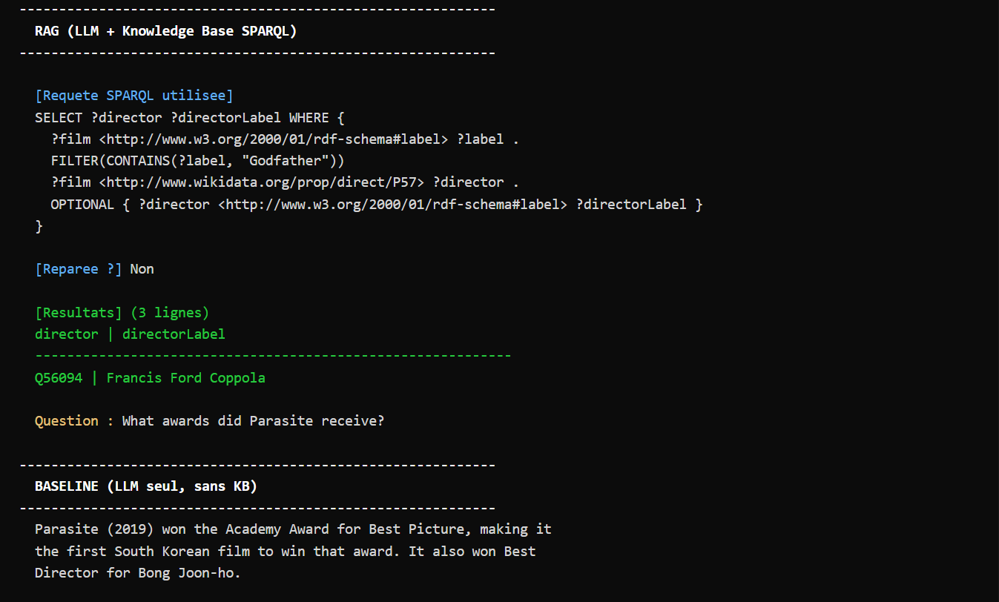 ------------------------------------------------------------
RAG (LLM + Knowledge Base SPARQL)
------------------------------------------------------------
[Requete SPARQL utilisee]
SELECT ?director ?directorLabel WHERE {
?film <http://www.w3.org/2000/01/rdf-schema#label> ?label .
FILTER(CONTAINS(?label, "Godfather"))
?film <http://www.wikidata.org/prop/direct/P57> ?director .
OPTIONAL { ?director <http://www.w3.org/2000/01/rdf-schema#label> ?directorLabel }
}
[Reparee ?] Non
[Resultats] (3 lignes)
director | directorLabel
------------------------------------------------------------
Q56094 | Francis Ford Coppola
Question : What awards did Parasite receive?
------------------------------------------------------------
BASELINE (LLM seul, sans KB)
------------------------------------------------------------
Parasite (2019) won the Academy Award for Best Picture, making it
the first South Korean film to win that award. It also won Best
Director for Bong Joon-ho.